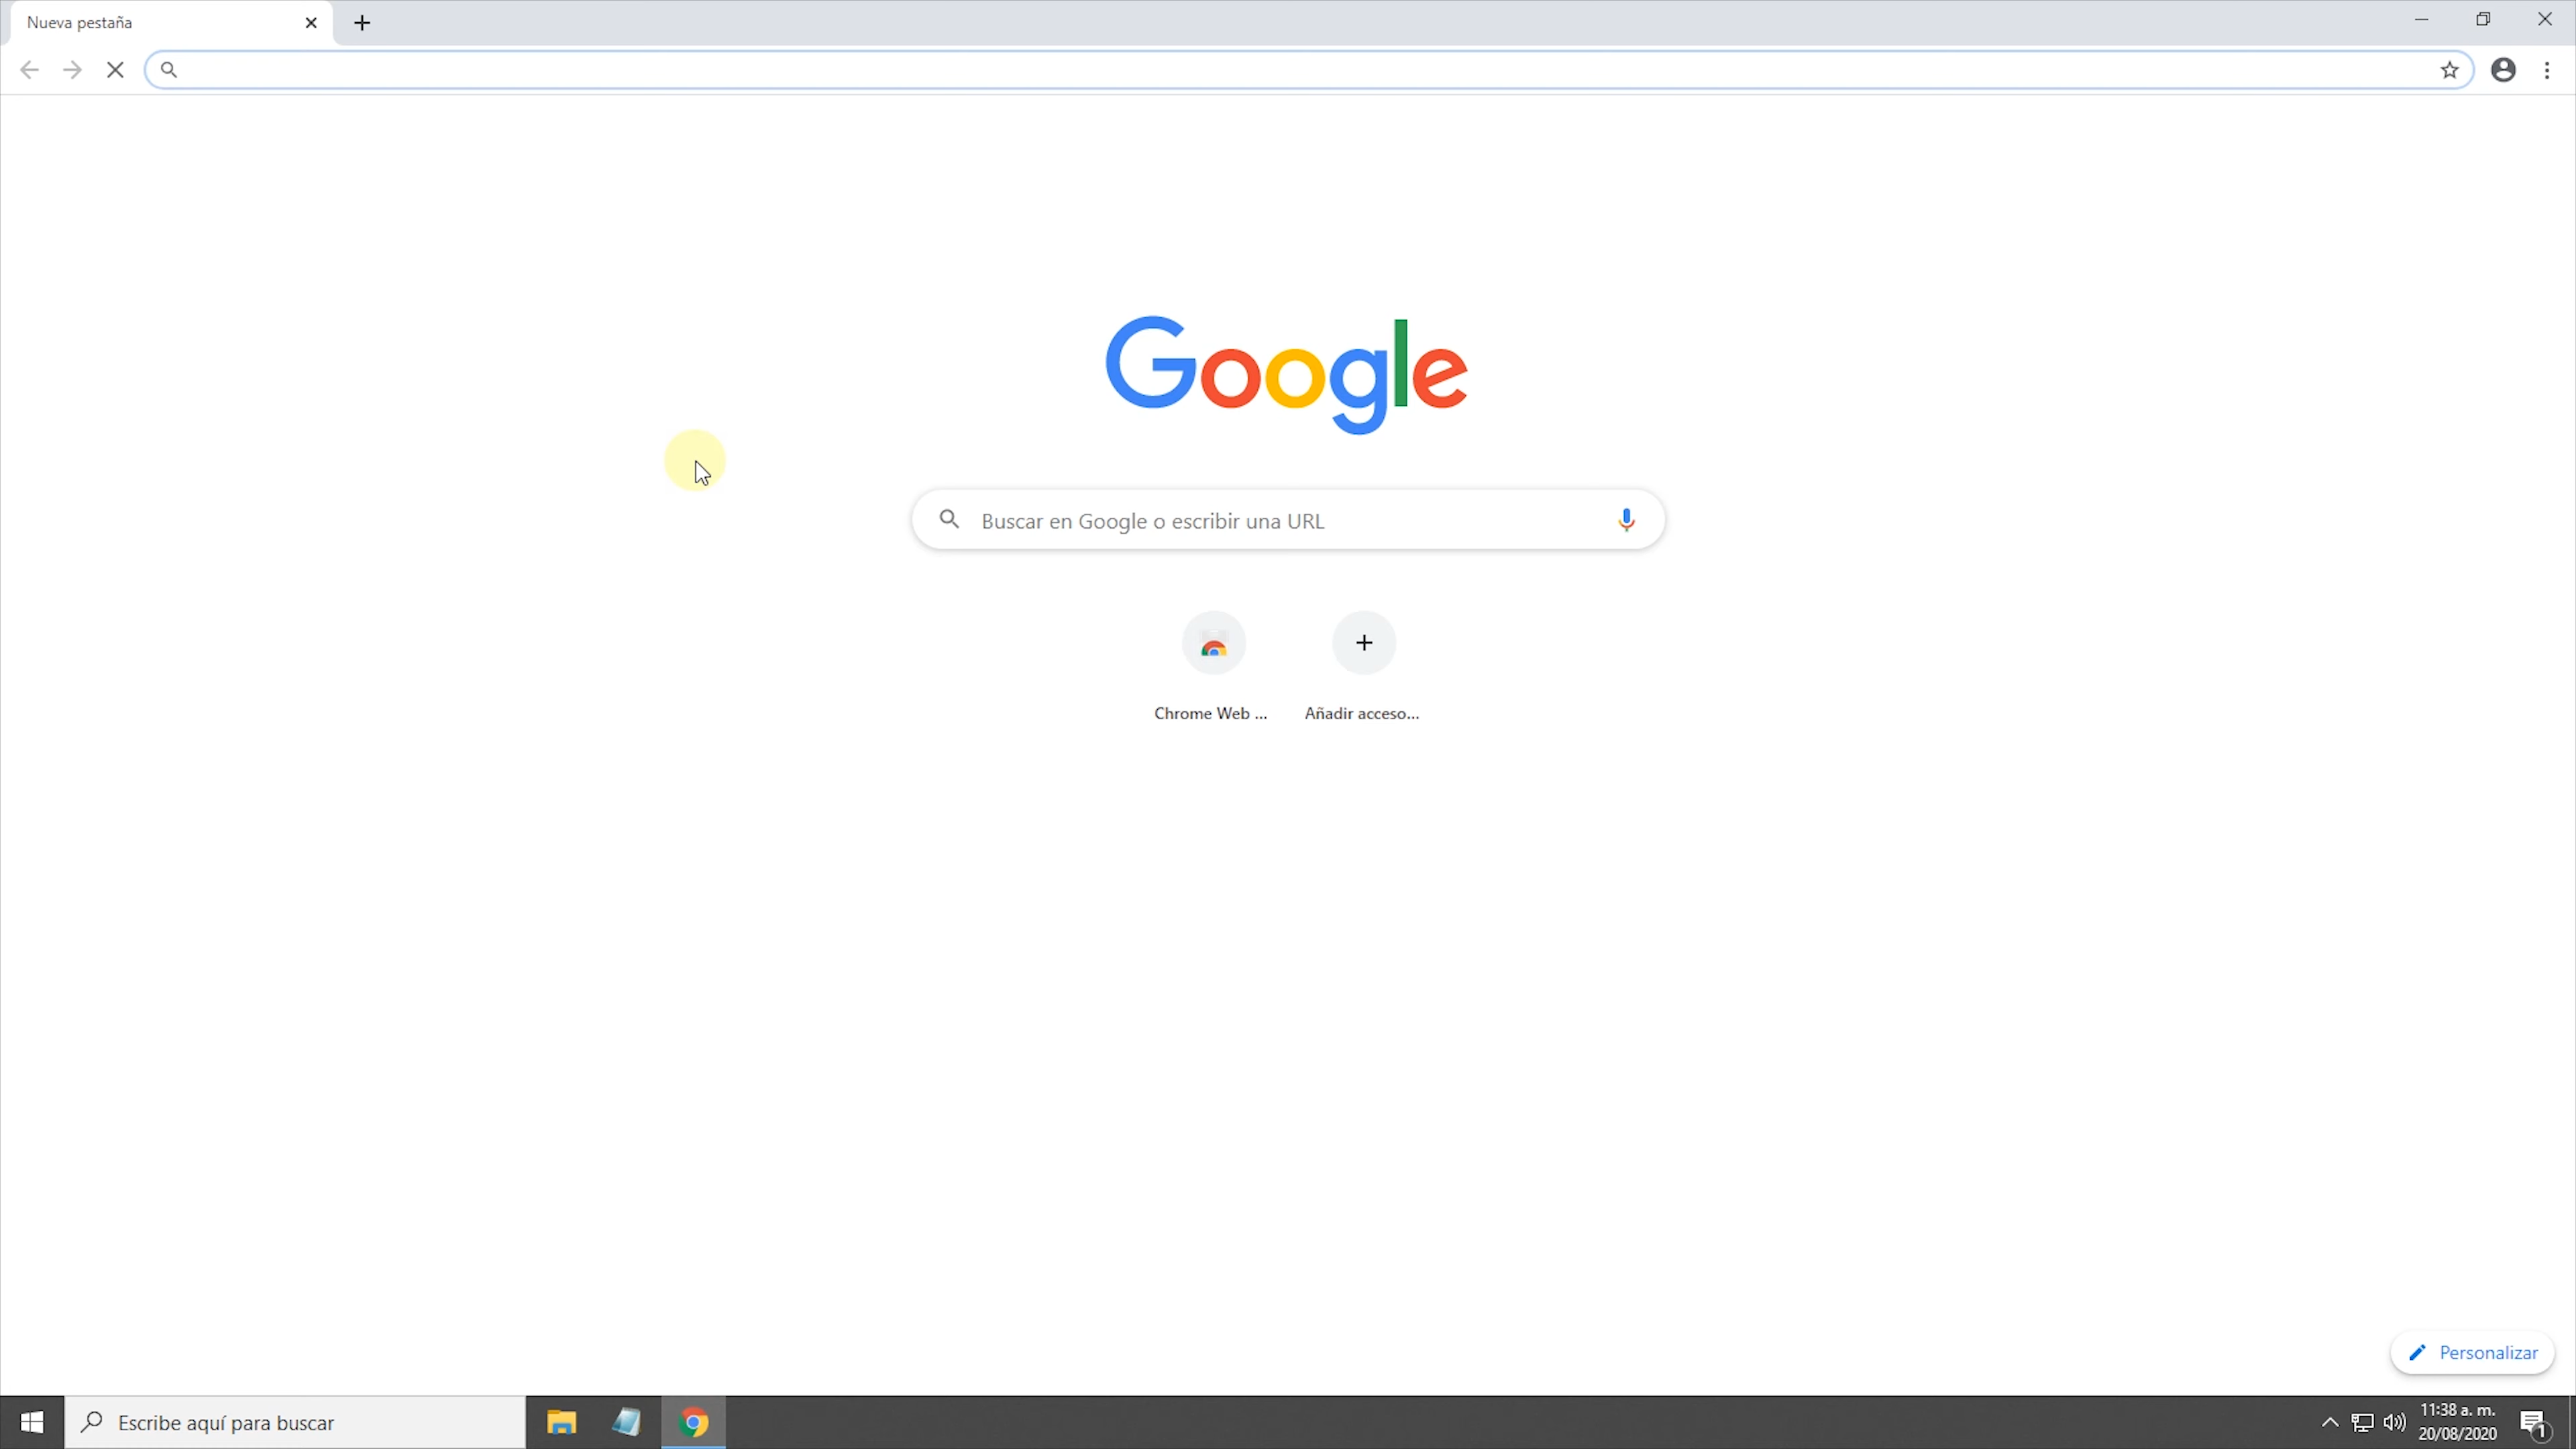 Nueva pestaña
Google
Buscar en Google o escribir una URL
Chrome Web ...
Añadir acceso...
Personalizar
Escribe aquí para buscar
11:38 a. m.
20/08/2020
1